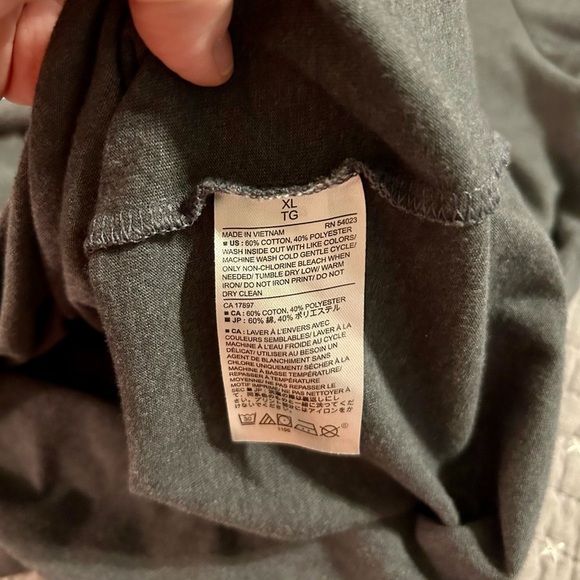 XL
TG
MADE IN VIETNAM RN 54023
■ US: 60% COTTON, 40% POLYESTER
WASH INSIDE OUT WITH LIKE COLORS/
MACHINE WASH COLD GENTLE CYCLE/
ONLY NON-CHLORINE BLEACH WHEN
NEEDED/ TUMBLE DRY LOW/ WARM
IRON/ DO NOT IRON PRINT/ DO NOT
DRY CLEAN
CA 17897
■ CA: 60% COTTON, 40% POLYESTER
■ JP: 60% 綿, 40% ポリエステル
■ CA: LAVER À L'ENVERS AVEC
COULEURS SEMBLABLES/ LAVER À LA
MACHINE À L'EAU FROIDE AU CYCLE
DÉLICAT/ UTILISER AU BESOIN UN
AGENT DE BLANCHIMENT SANS
CHLORE UNIQUEMENT/ SÉCHER À LA
MACHINE À BASSE TEMPÉRATURE/
REPASSER À TEMPÉRATURE
MOYENNE/ NE PAS REPASSER LE
MOTIF NE PAS NETTOYER À
SEC